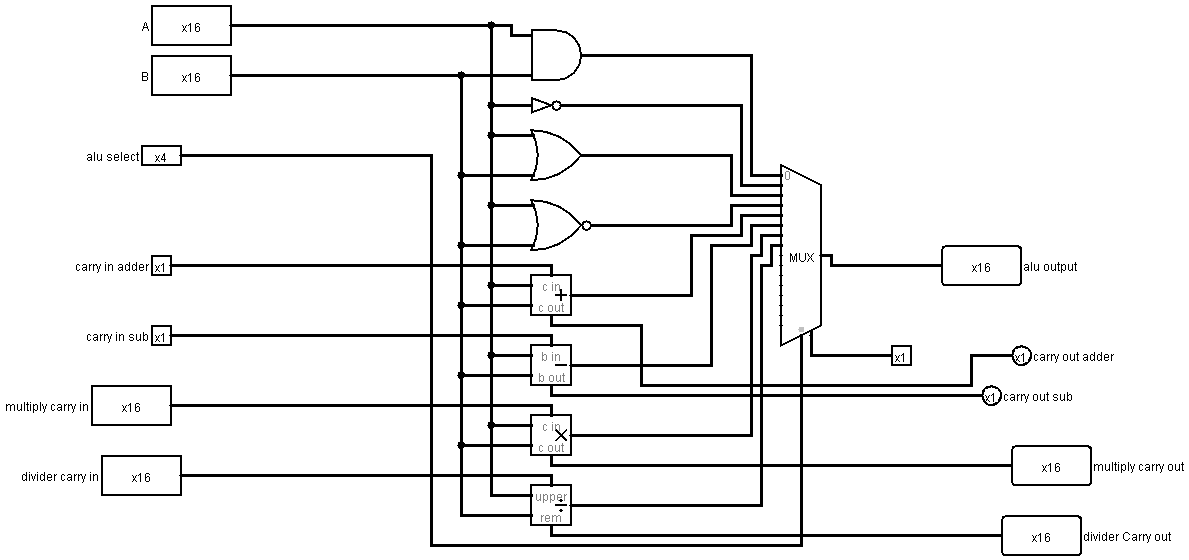 A x16
B x16
alu select x4
0
carry in adder x1
c in
+
c out
MUX
x16 alu output
carry in sub x1
b in
−
b out
x1
x1 carry out adder
x1 carry out sub
multiply carry in x16
c in
×
c out
x16 multiply carry out
divider carry in x16
upper
÷
rem
x16 divider Carry out